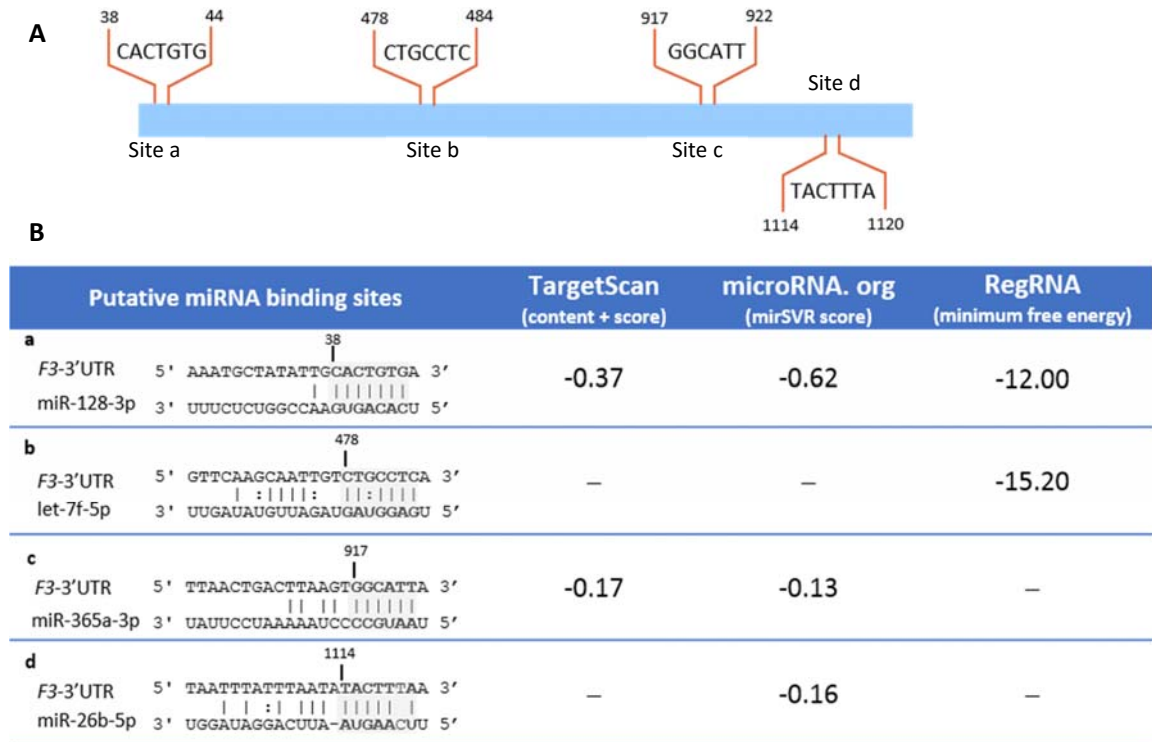 A
38 44 478 484 917 922
CACTGTG CTGCCTC GGCATT
Site d
Site a Site b Site c
TACTTTA
1114 1120
B
Putative miRNA binding sites TargetScan (content + score) microRNA. org (mirSVR score) RegRNA (minimum free energy)
a
38
F3-3'UTR 5' AAATGCTATATTGCACTGTGA 3'
miR-128-3p 3' UUUCUCUGGCCAAGUGACACU 5'
-0.37 -0.62 -12.00
b
478
F3-3'UTR 5' GTTCAAGCAATTGTCTGCCTCA 3'
let-7f-5p 3' UUGAUAUGUUAGAUGAUGGAGU 5'
– – -15.20
c
917
F3-3'UTR 5' TTAACTGACTTAAGTGGCATTA 3'
miR-365a-3p 3' UAUUCCUAAAAAUCCCCGUAAU 5'
-0.17 -0.13 –
d
1114
F3-3'UTR 5' TAATTTATTTAATATACTTTAA 3'
miR-26b-5p 3' UGGAUAGGACUUA-AUGAACUU 5'
– -0.16 –